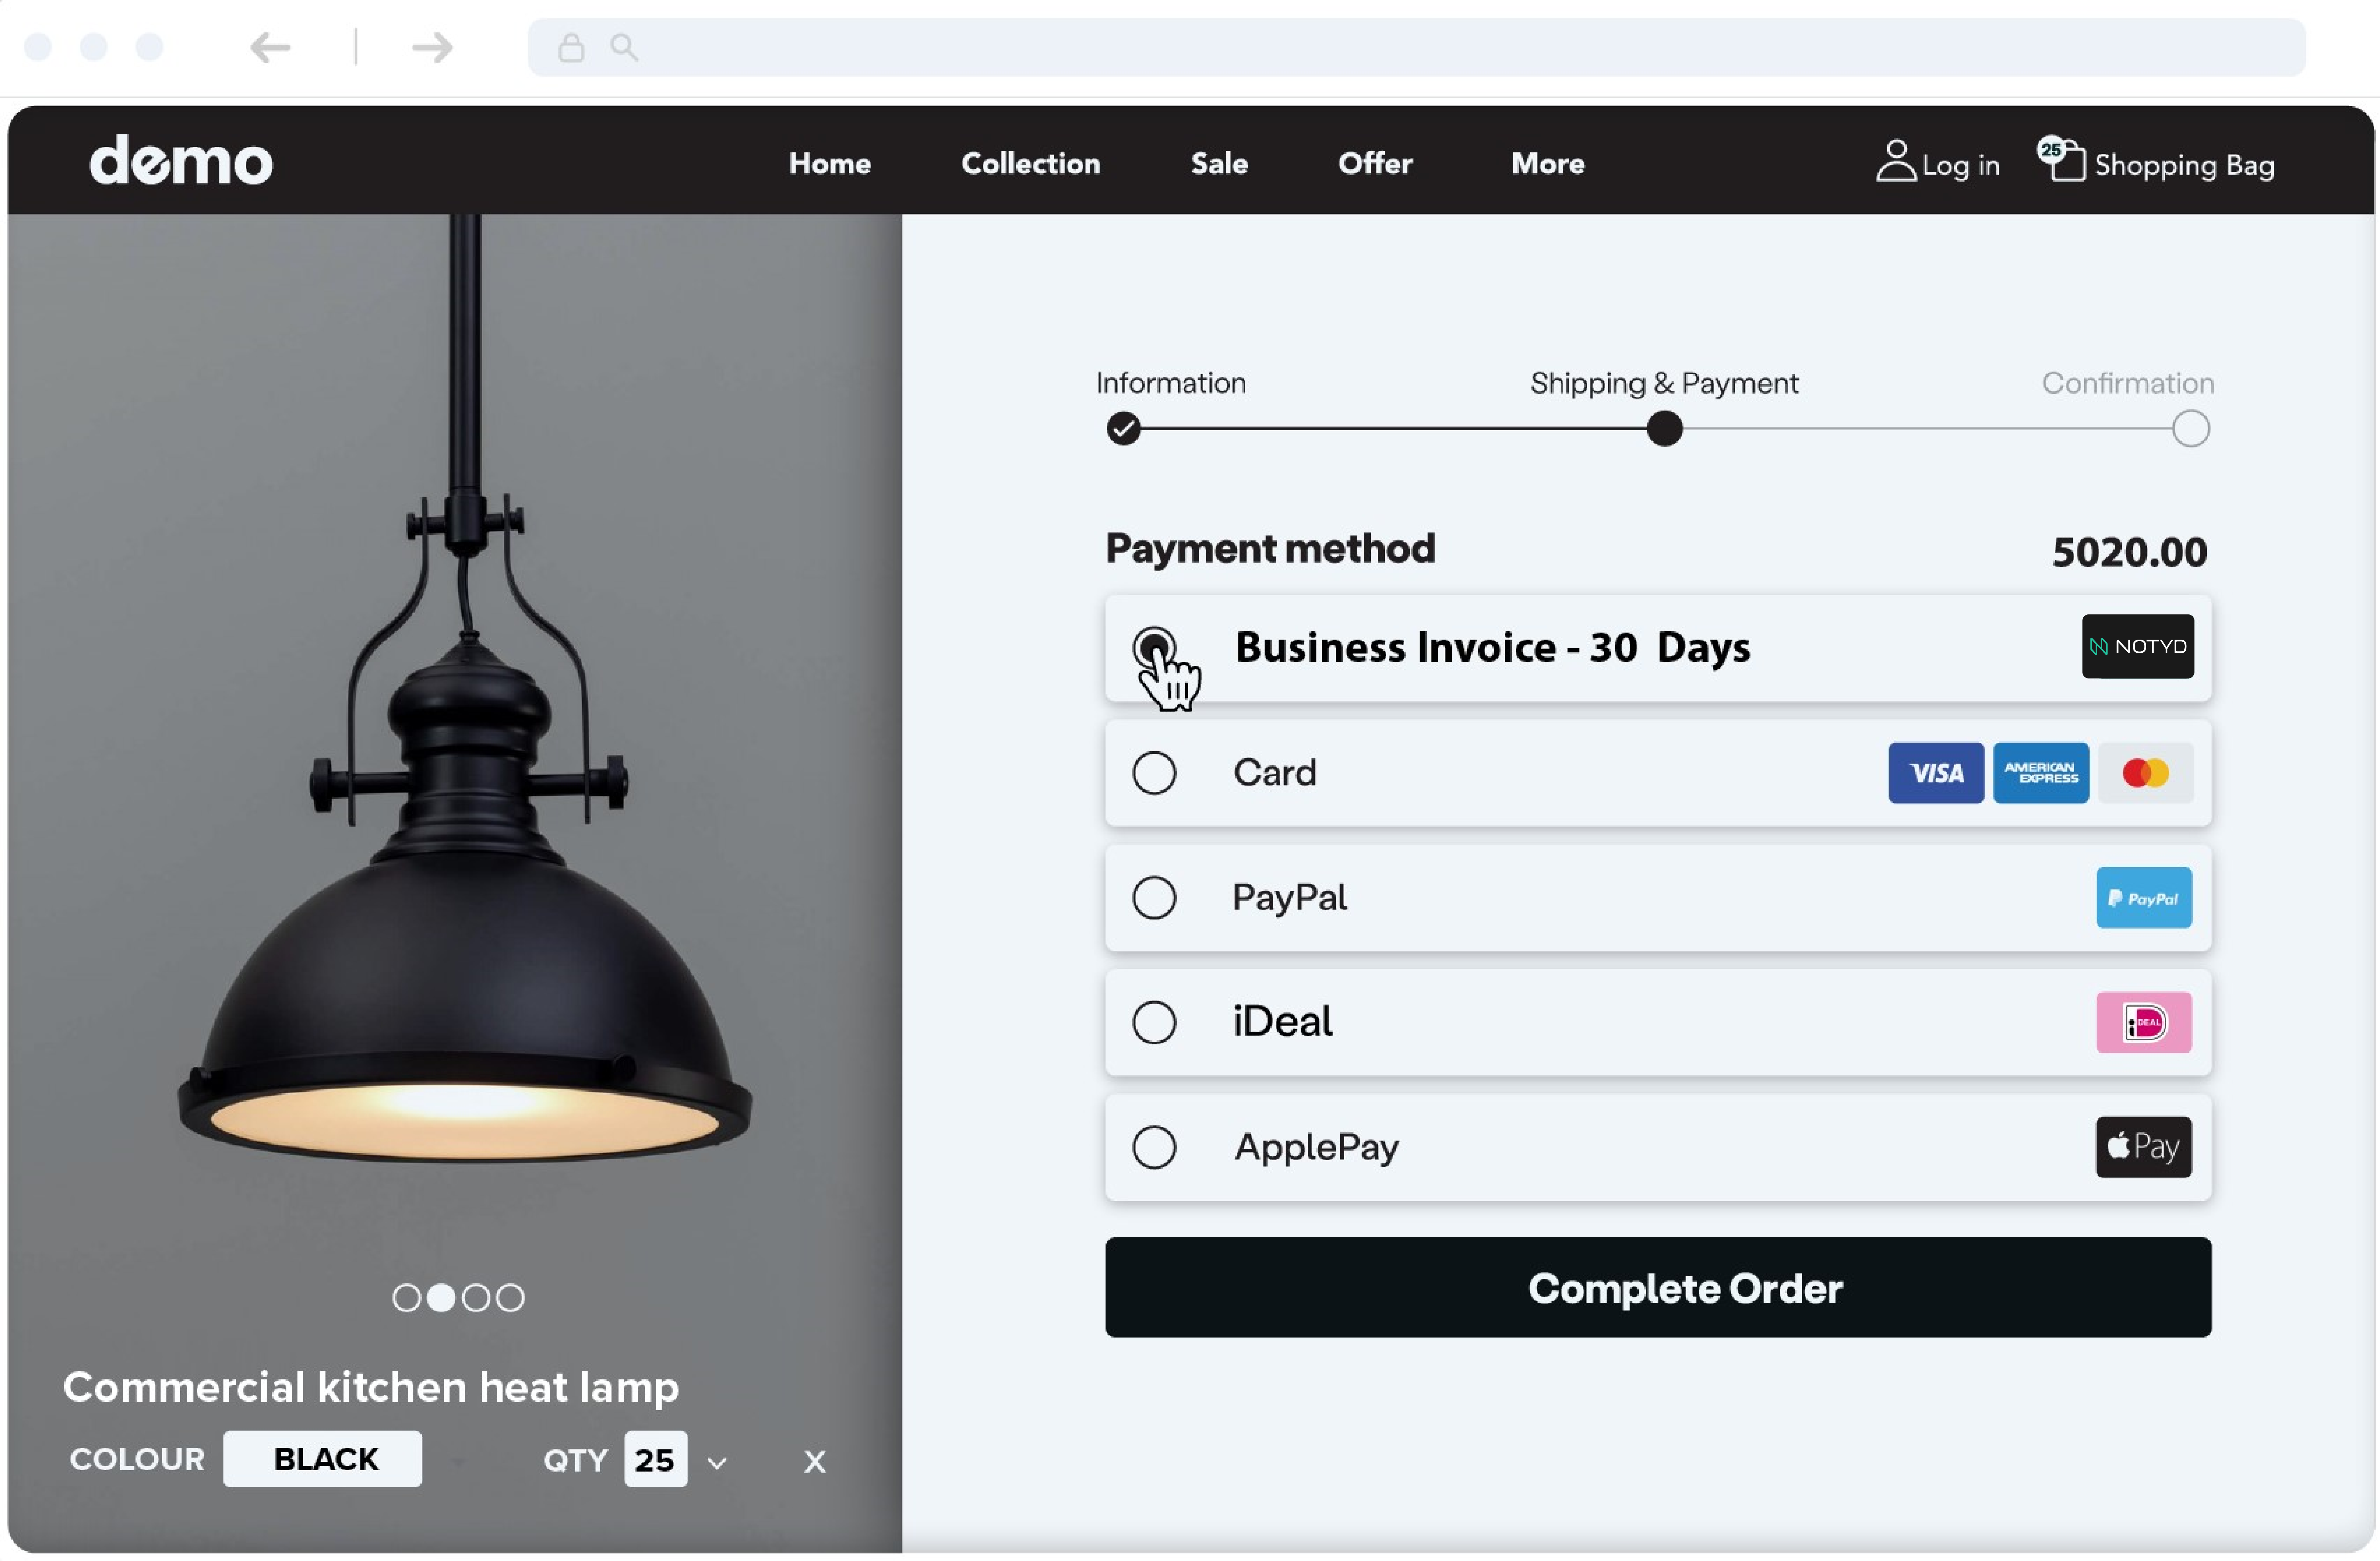 demo
Home Collection Sale Offer More Log in 25 Shopping Bag
Information Shipping & Payment Confirmation
Payment method 5020.00
Business Invoice - 30 Days NOTYD
Card VISA AMERICAN EXPRESS
PayPal PayPal
iDeal iDEAL
ApplePay Pay
Complete Order
Commercial kitchen heat lamp
COLOUR BLACK QTY 25 X